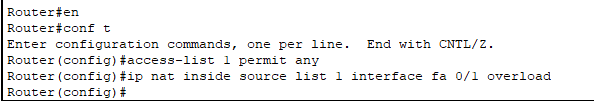 Router#en
Router#conf t
Enter configuration commands, one per line.  End with CNTL/Z.
Router(config)#access-list 1 permit any
Router(config)#ip nat inside source list 1 interface fa 0/1 overload
Router(config)#